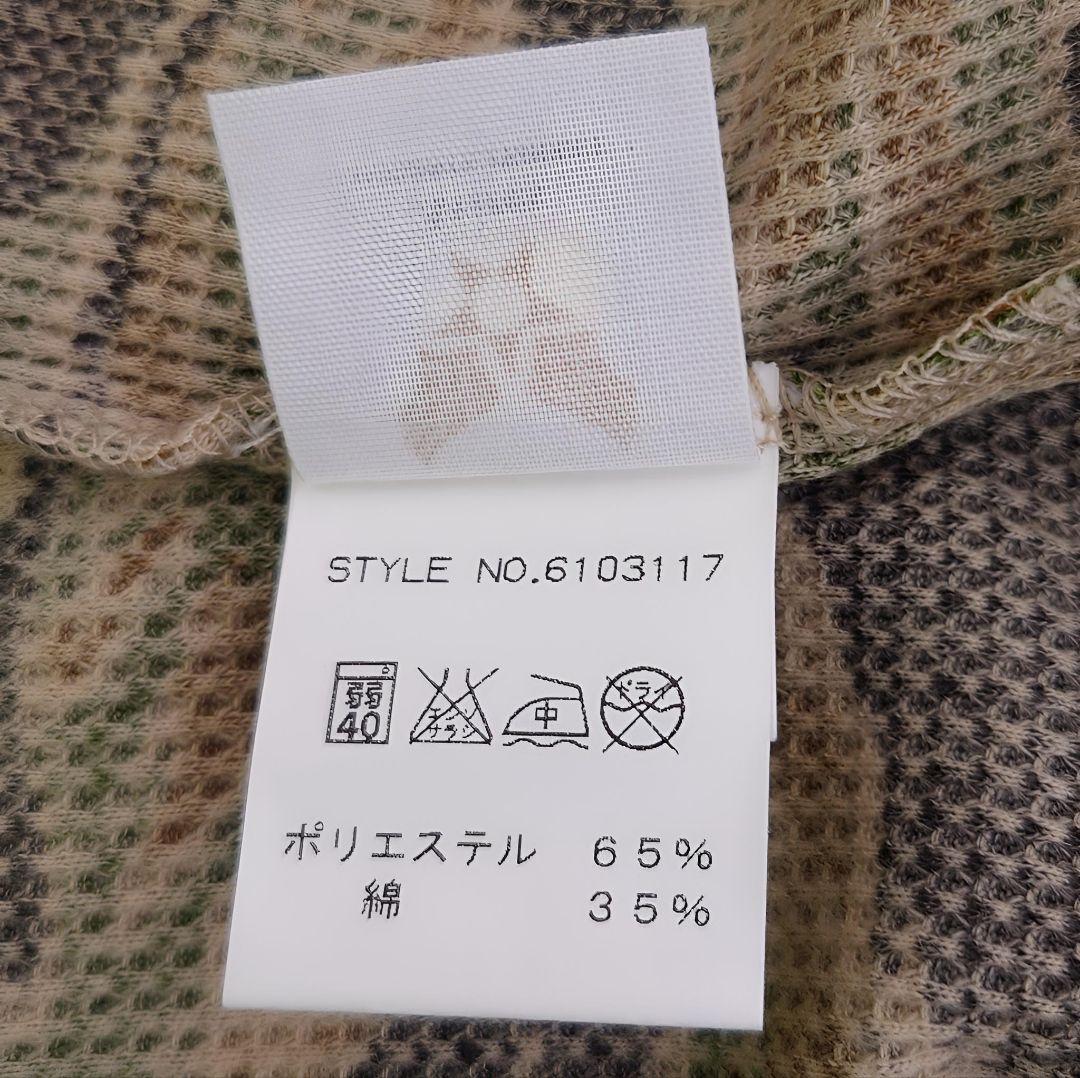 STYLE NO.6103117
弱 40 エンソ サラシ 中 ドライ
ポリエステル 65%
綿 35%